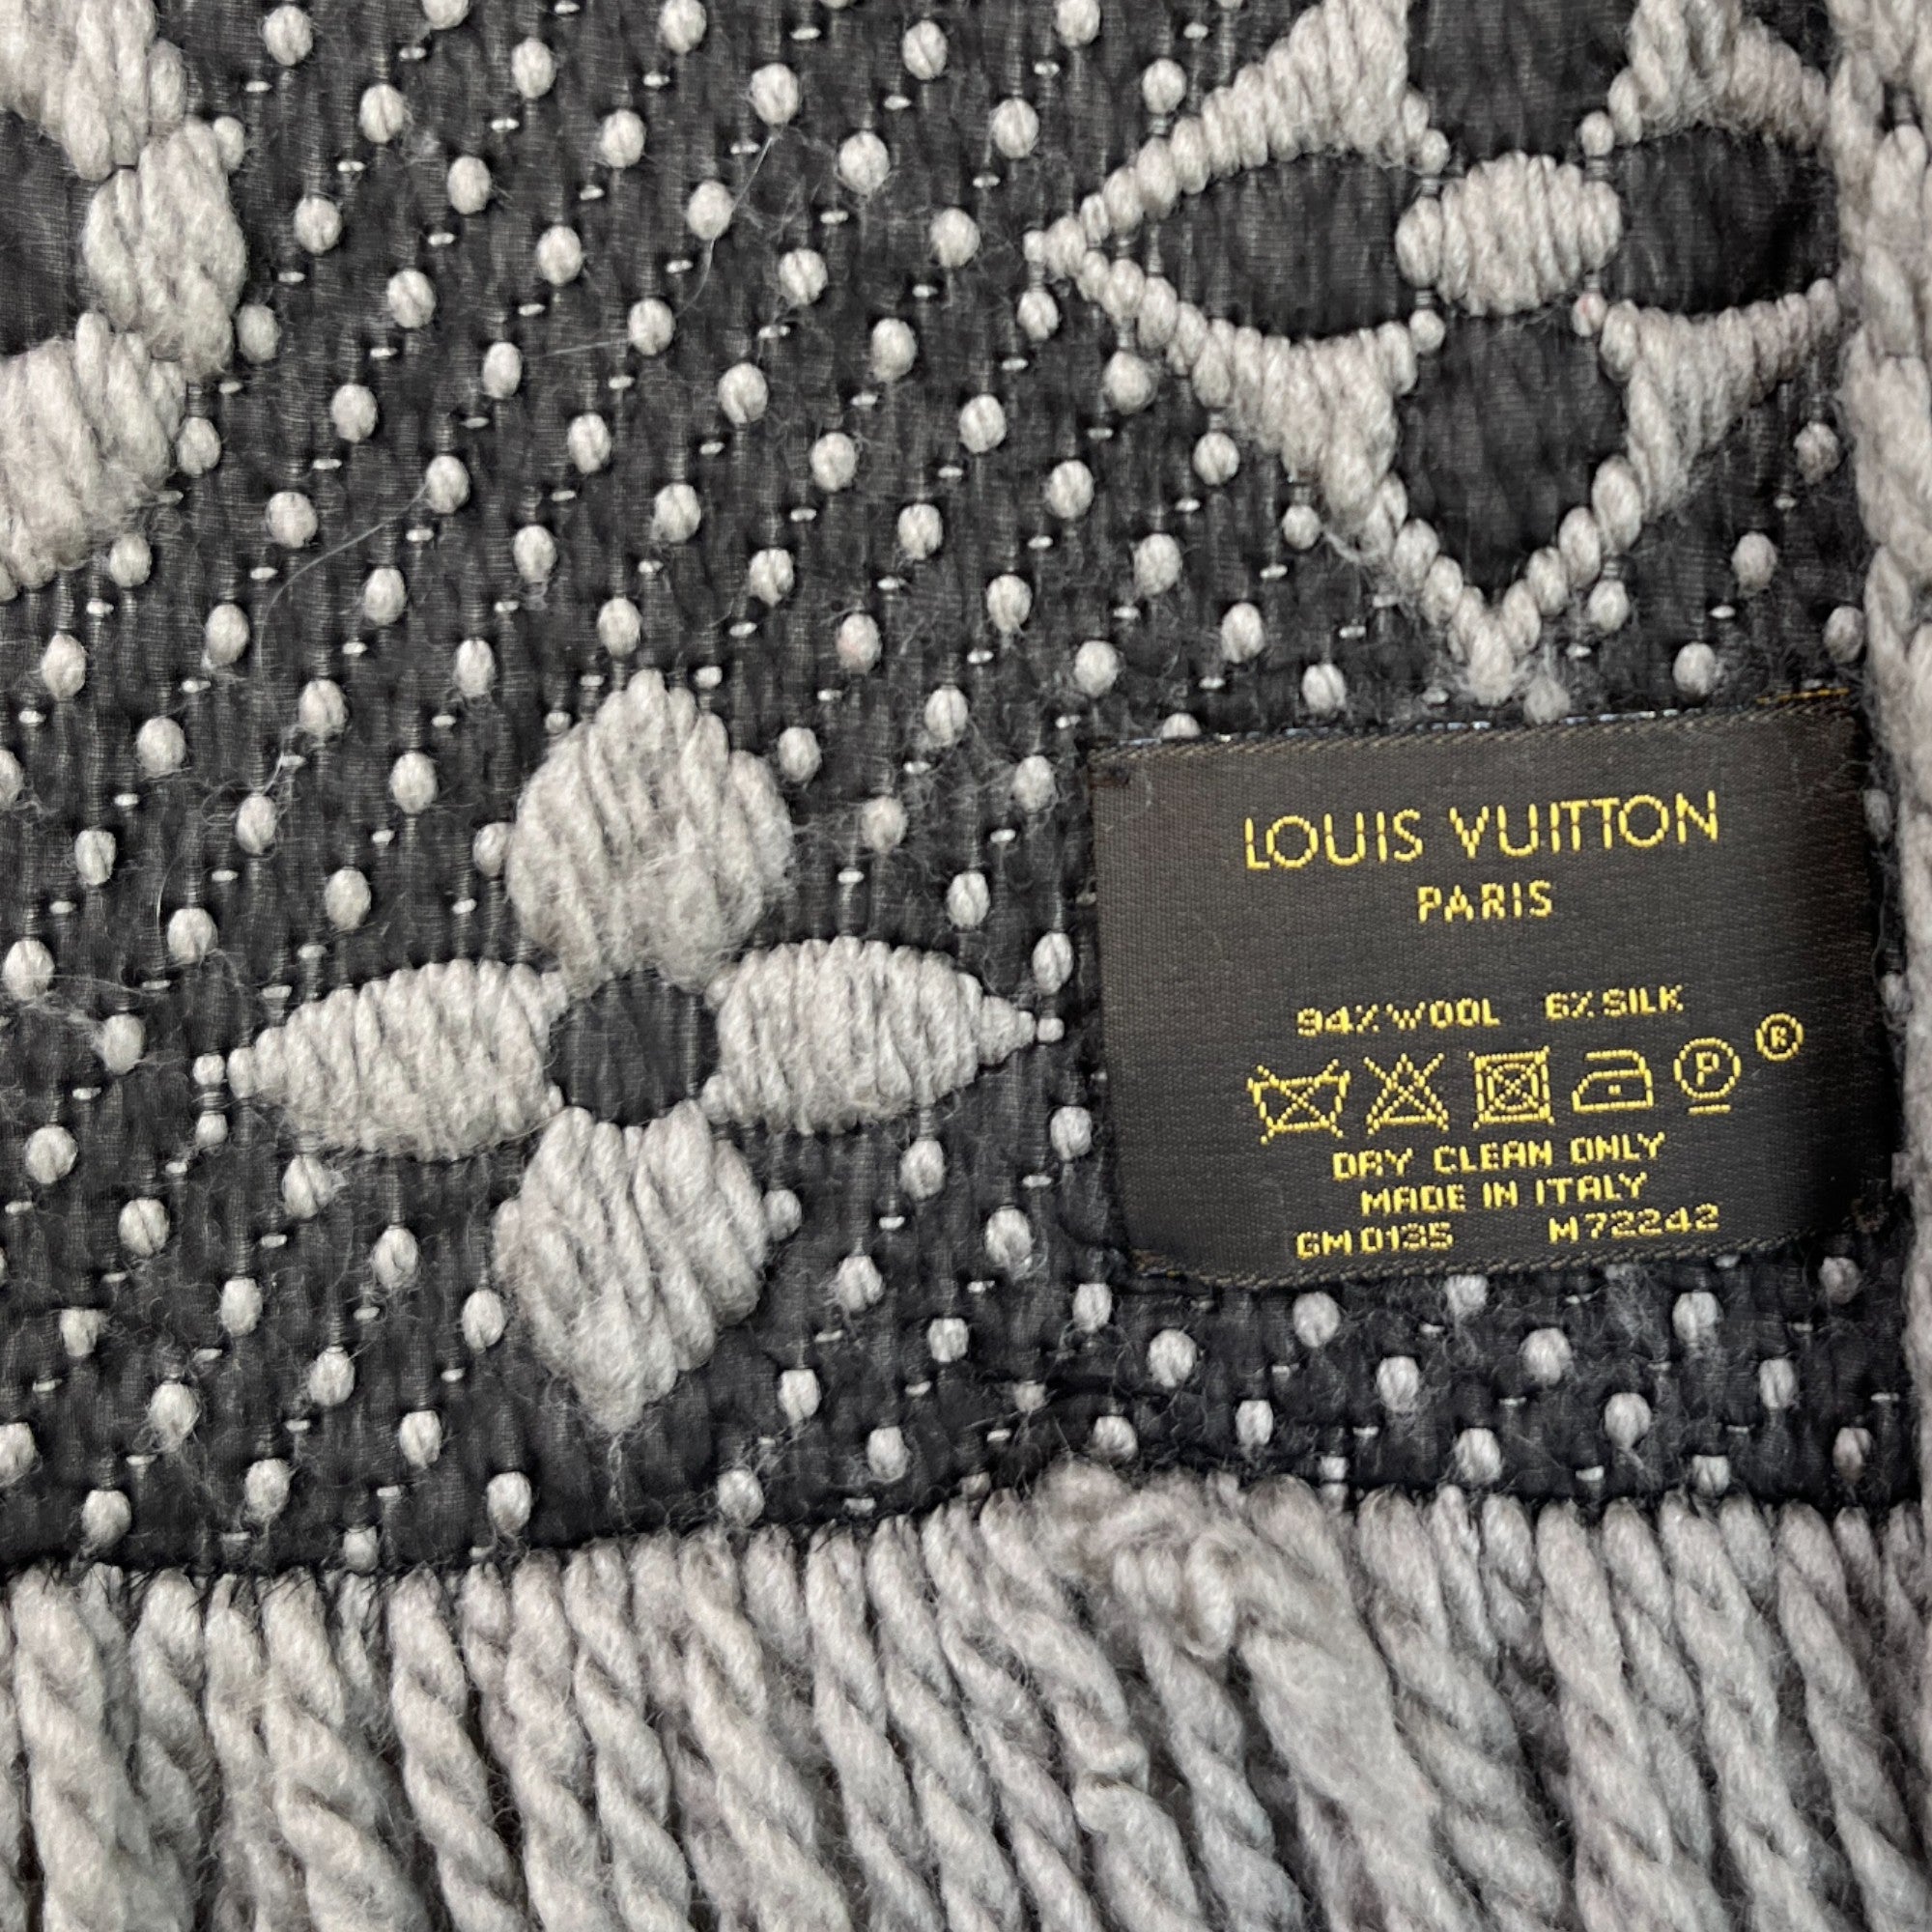 LOUIS VUITTON
PARIS
94% WOOL 6% SILK
P ®
DRY CLEAN ONLY
MADE IN ITALY
GM0135 M72242